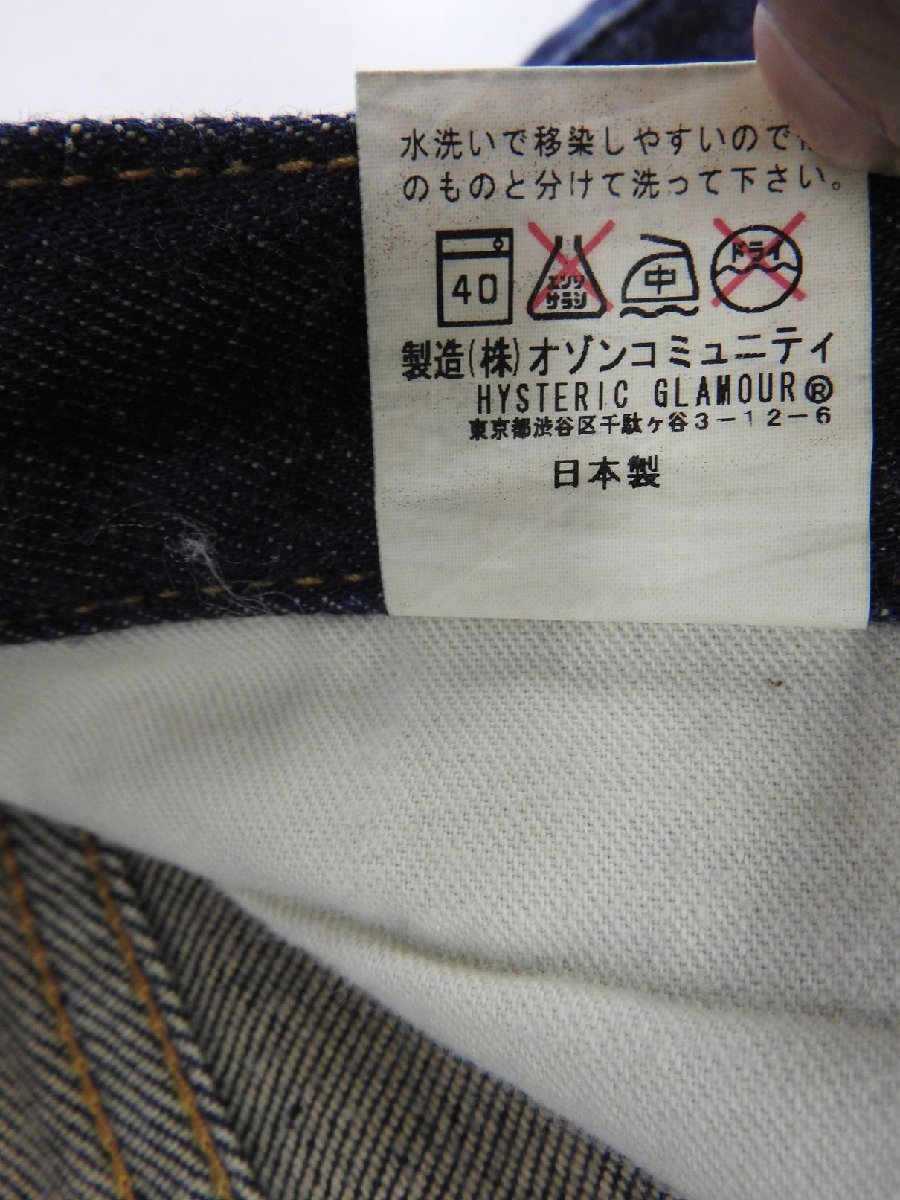 水洗いで移染しやすいので
のものと分けて洗って下さい。
40
エンソ
サラシ
中
ドライ
製造(株)オゾンコミュニティ
HYSTERIC GLAMOUR®
東京都渋谷区千駄ヶ谷3-12-6
日本製